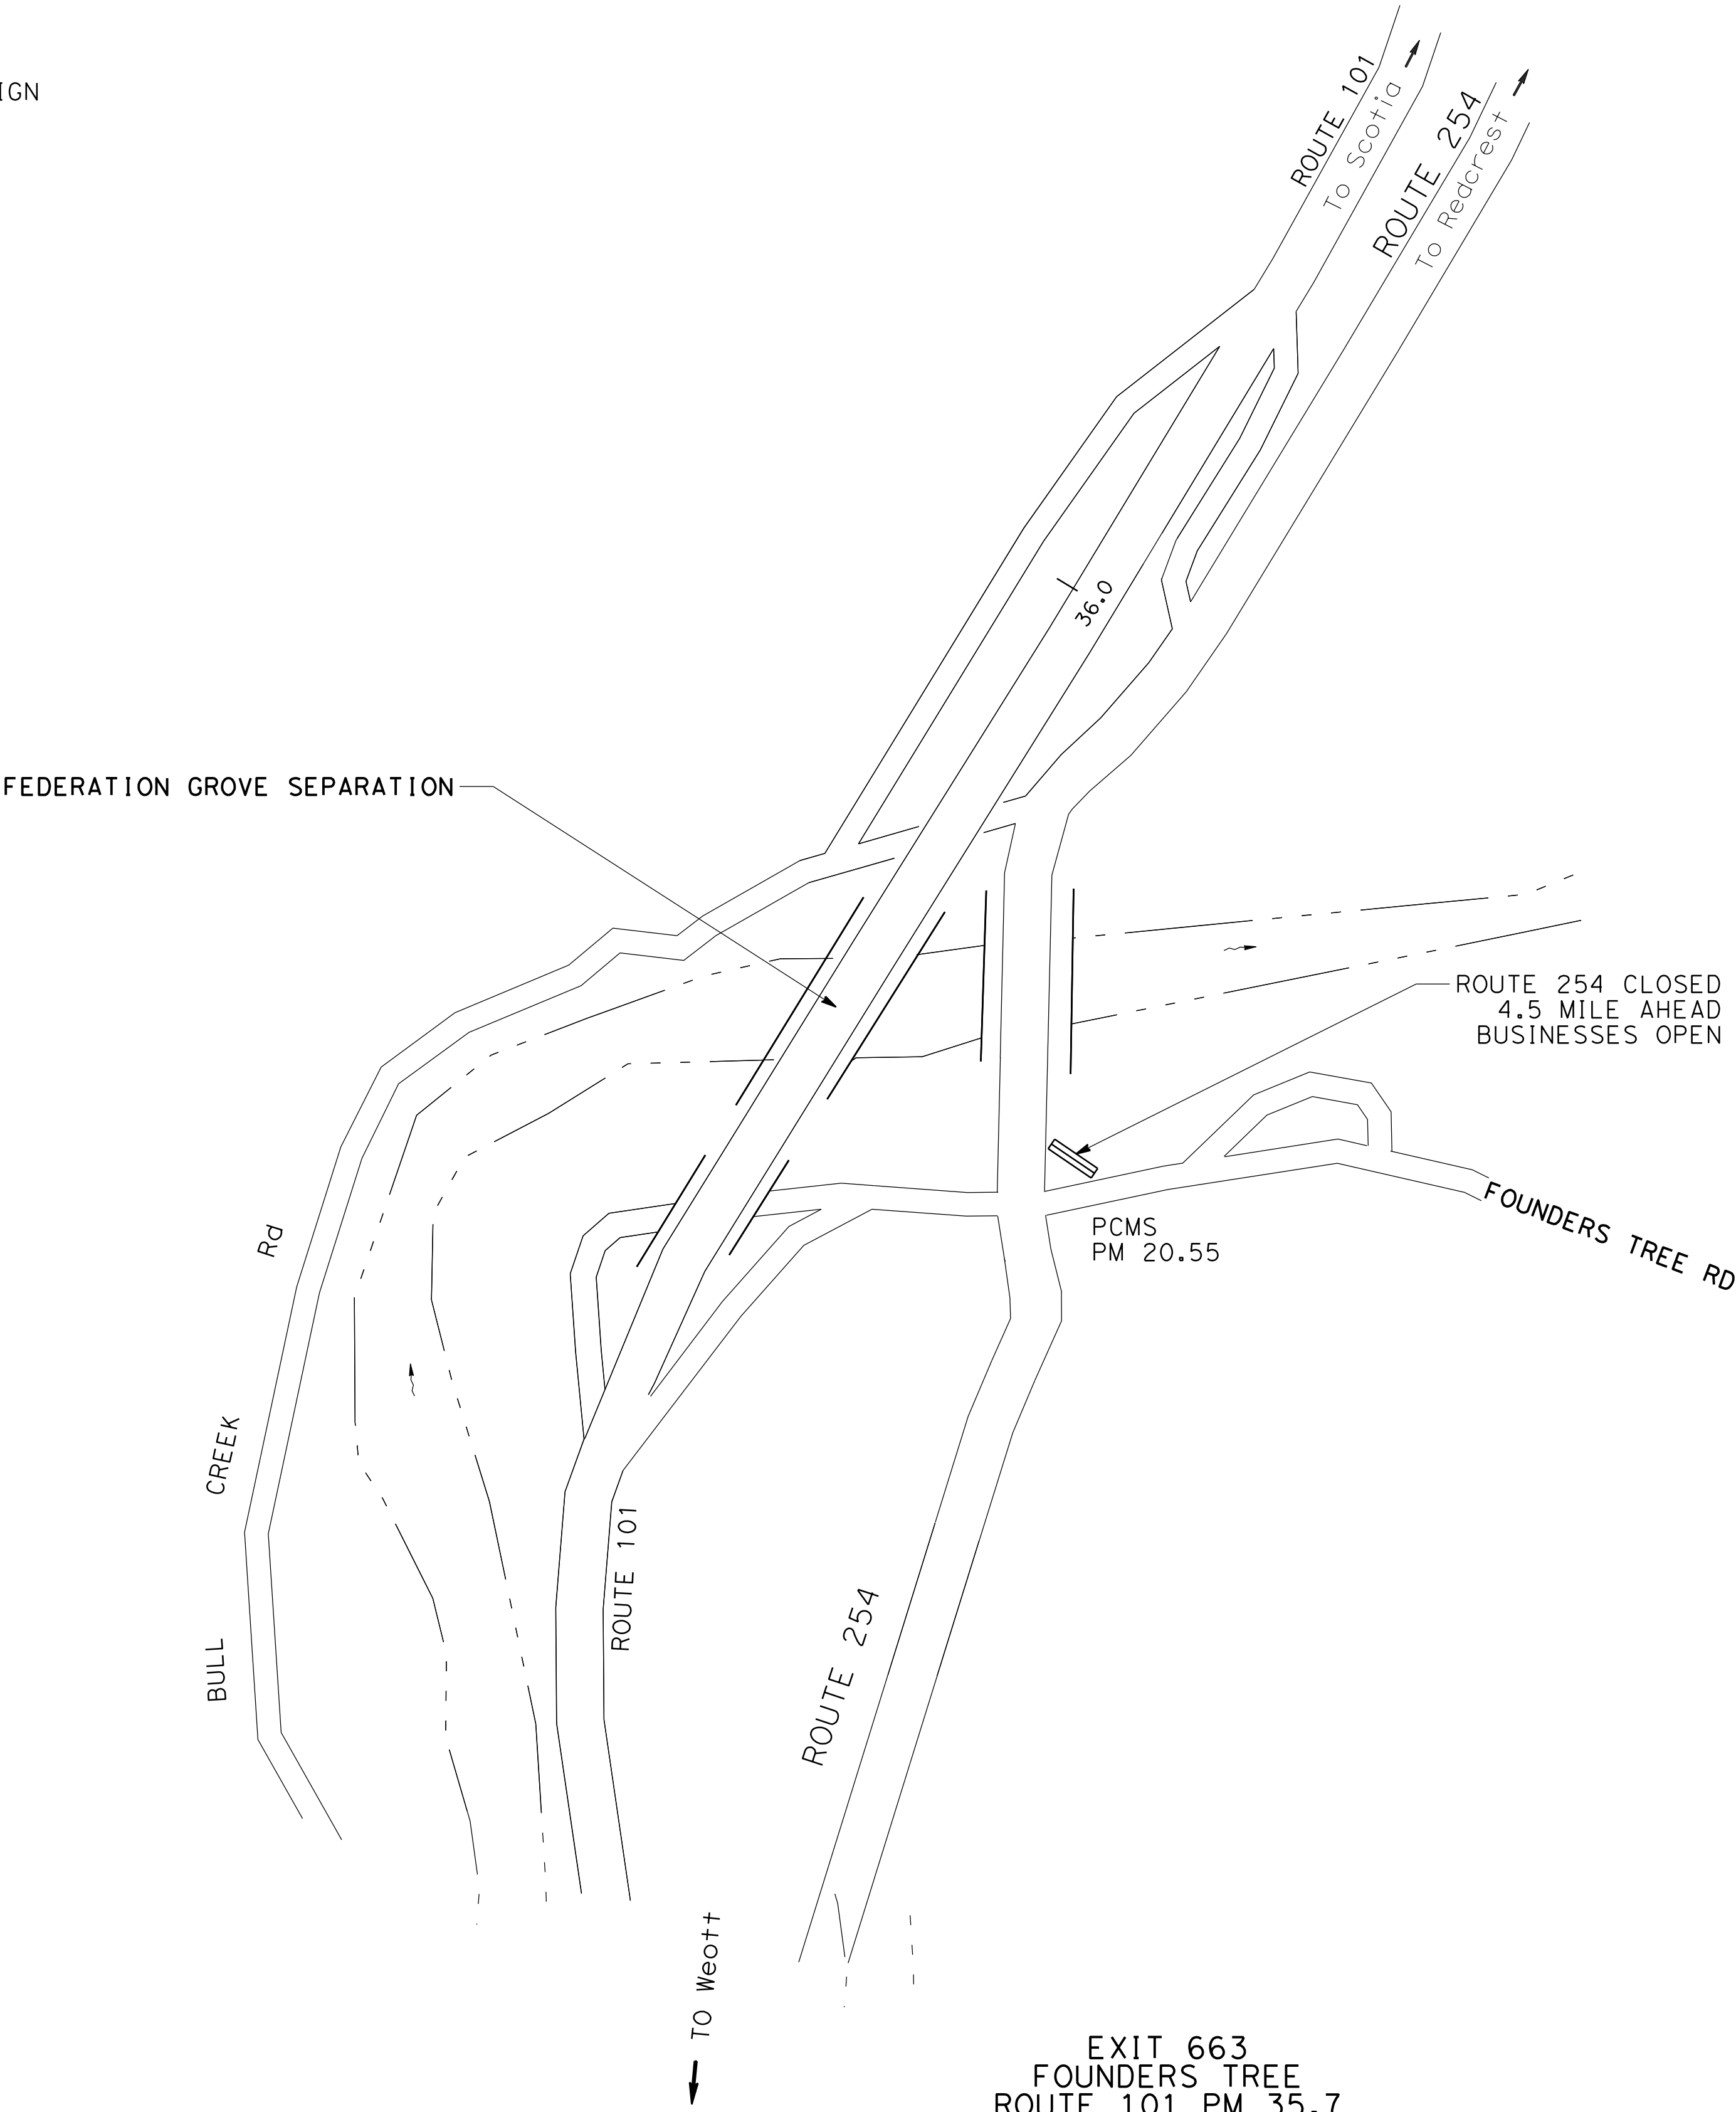 IGN
ROUTE 101
To Scotia
ROUTE 254
To Redcrest
36.0
FEDERATION GROVE SEPARATION
ROUTE 254 CLOSED
4.5 MILE AHEAD
BUSINESSES OPEN
FOUNDERS TREE RD
PCMS
PM 20.55
BULL CREEK Rd
ROUTE 101
ROUTE 254
TO Weott
EXIT 663
FOUNDERS TREE
ROUTE 101 PM 35.7